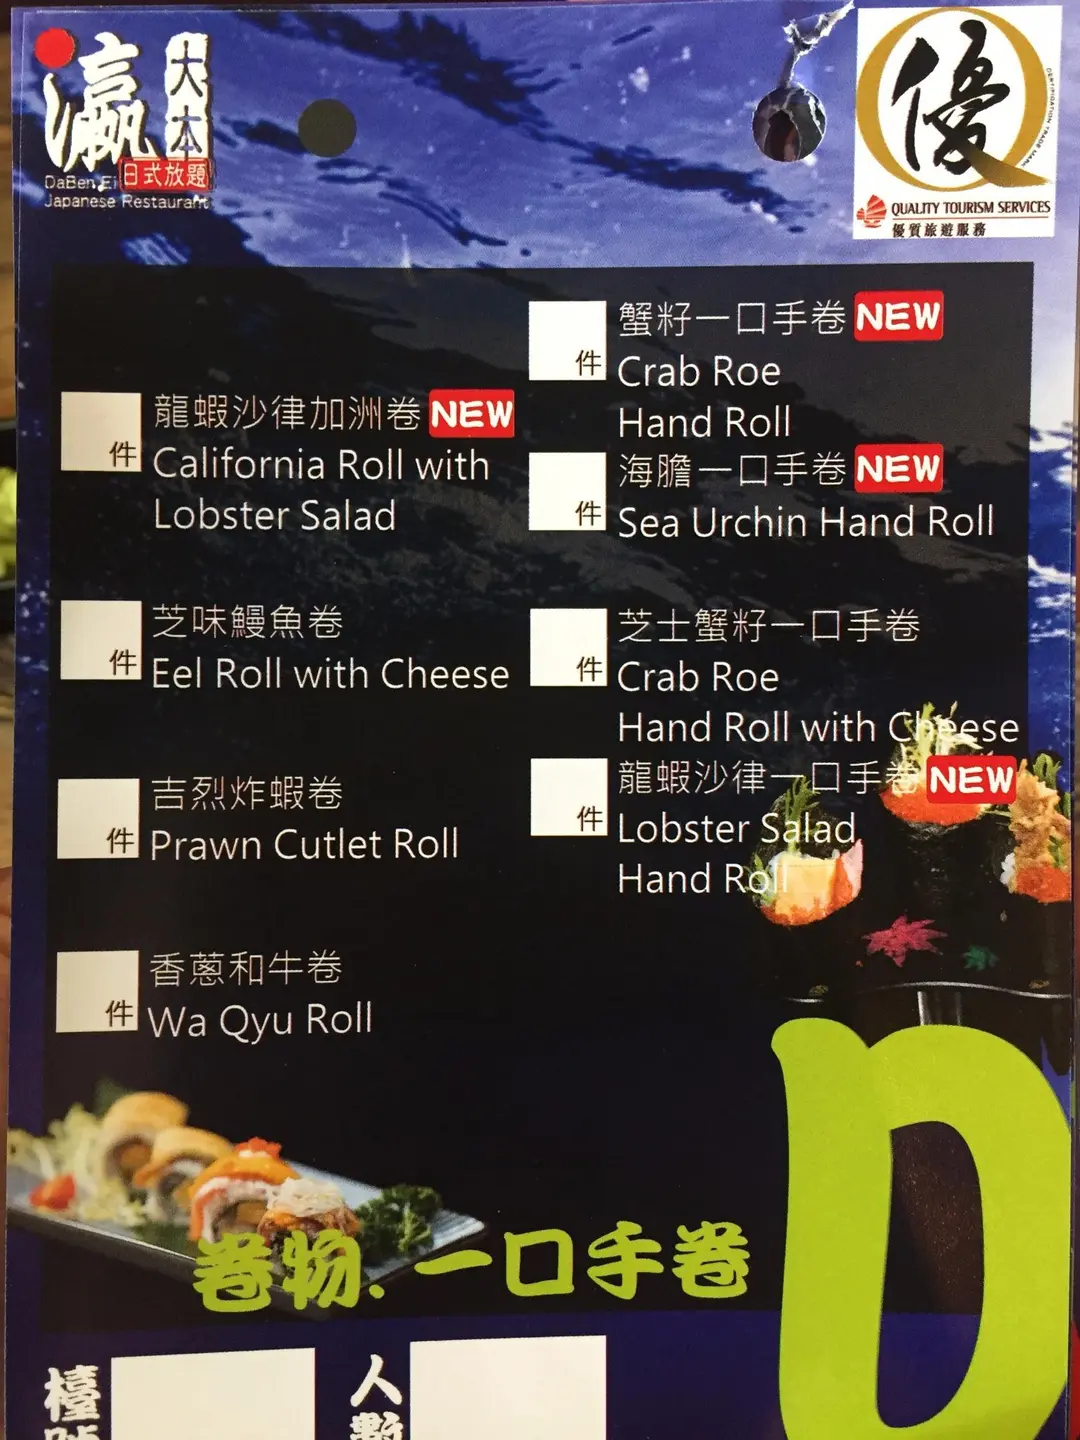 瀛
大
本
日式放題
DaBen Ei
Japanese Restaurant
優
CERTIFICATION TRADE MARK
QUALITY TOURISM SERVICES
優質旅遊服務
件
龍蝦沙律加洲卷 NEW
California Roll with
Lobster Salad
件
芝味鰻魚卷
Eel Roll with Cheese
件
吉烈炸蝦卷
Prawn Cutlet Roll
件
香蔥和牛卷
Wa Qyu Roll
件
蟹籽一口手卷 NEW
Crab Roe
Hand Roll
件
海膽一口手卷 NEW
Sea Urchin Hand Roll
件
芝士蟹籽一口手卷
Crab Roe
Hand Roll with Cheese
件
龍蝦沙律一口手卷 NEW
Lobster Salad
Hand Roll
卷物.一口手卷
D
檯號
人數